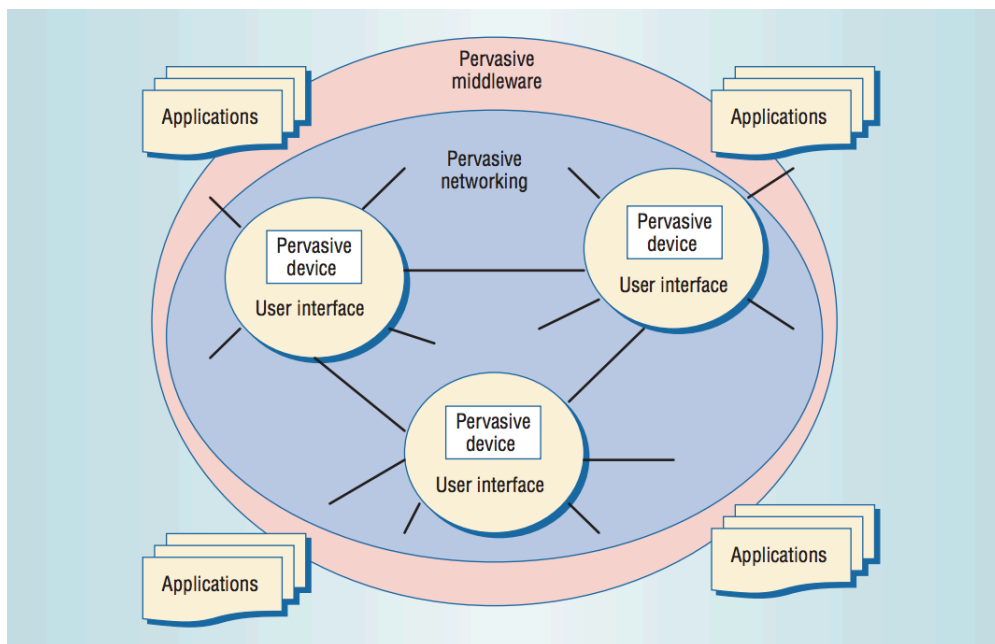 Pervasive
middleware
Applications
Applications
Pervasive
networking
Pervasive
device
User interface
Pervasive
device
User interface
Pervasive
device
User interface
Applications
Applications